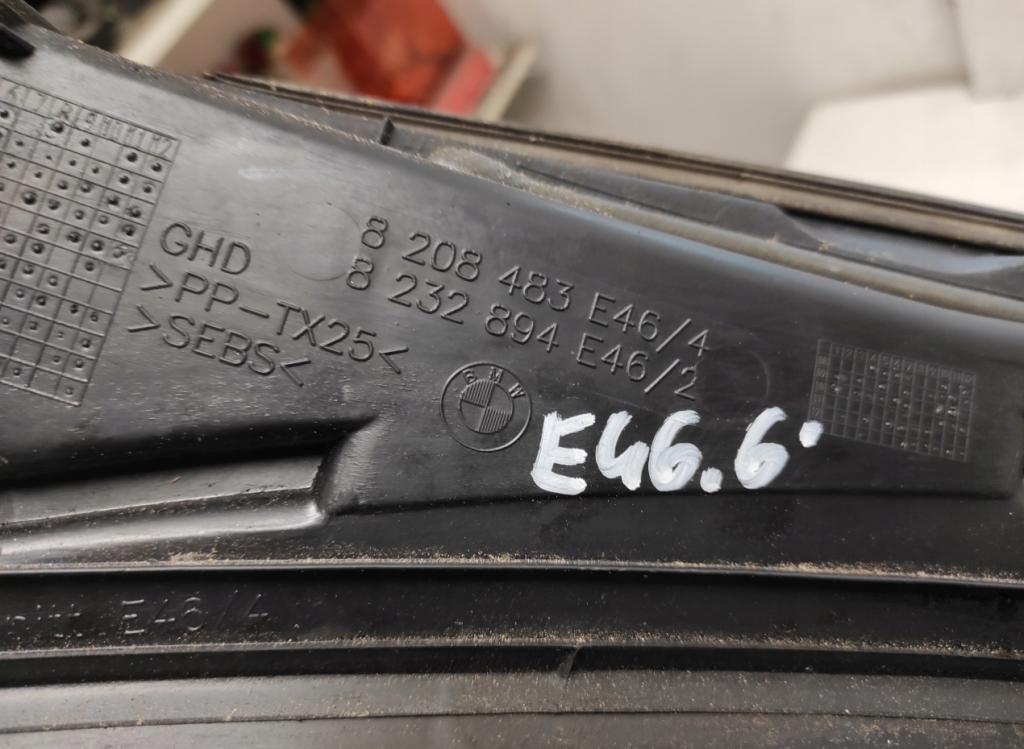 8 208 483 E46/4
8 232 894 E46/2
GHD
>PP-TX25<
>SEBS<
BMW
E46.6.
E46/4